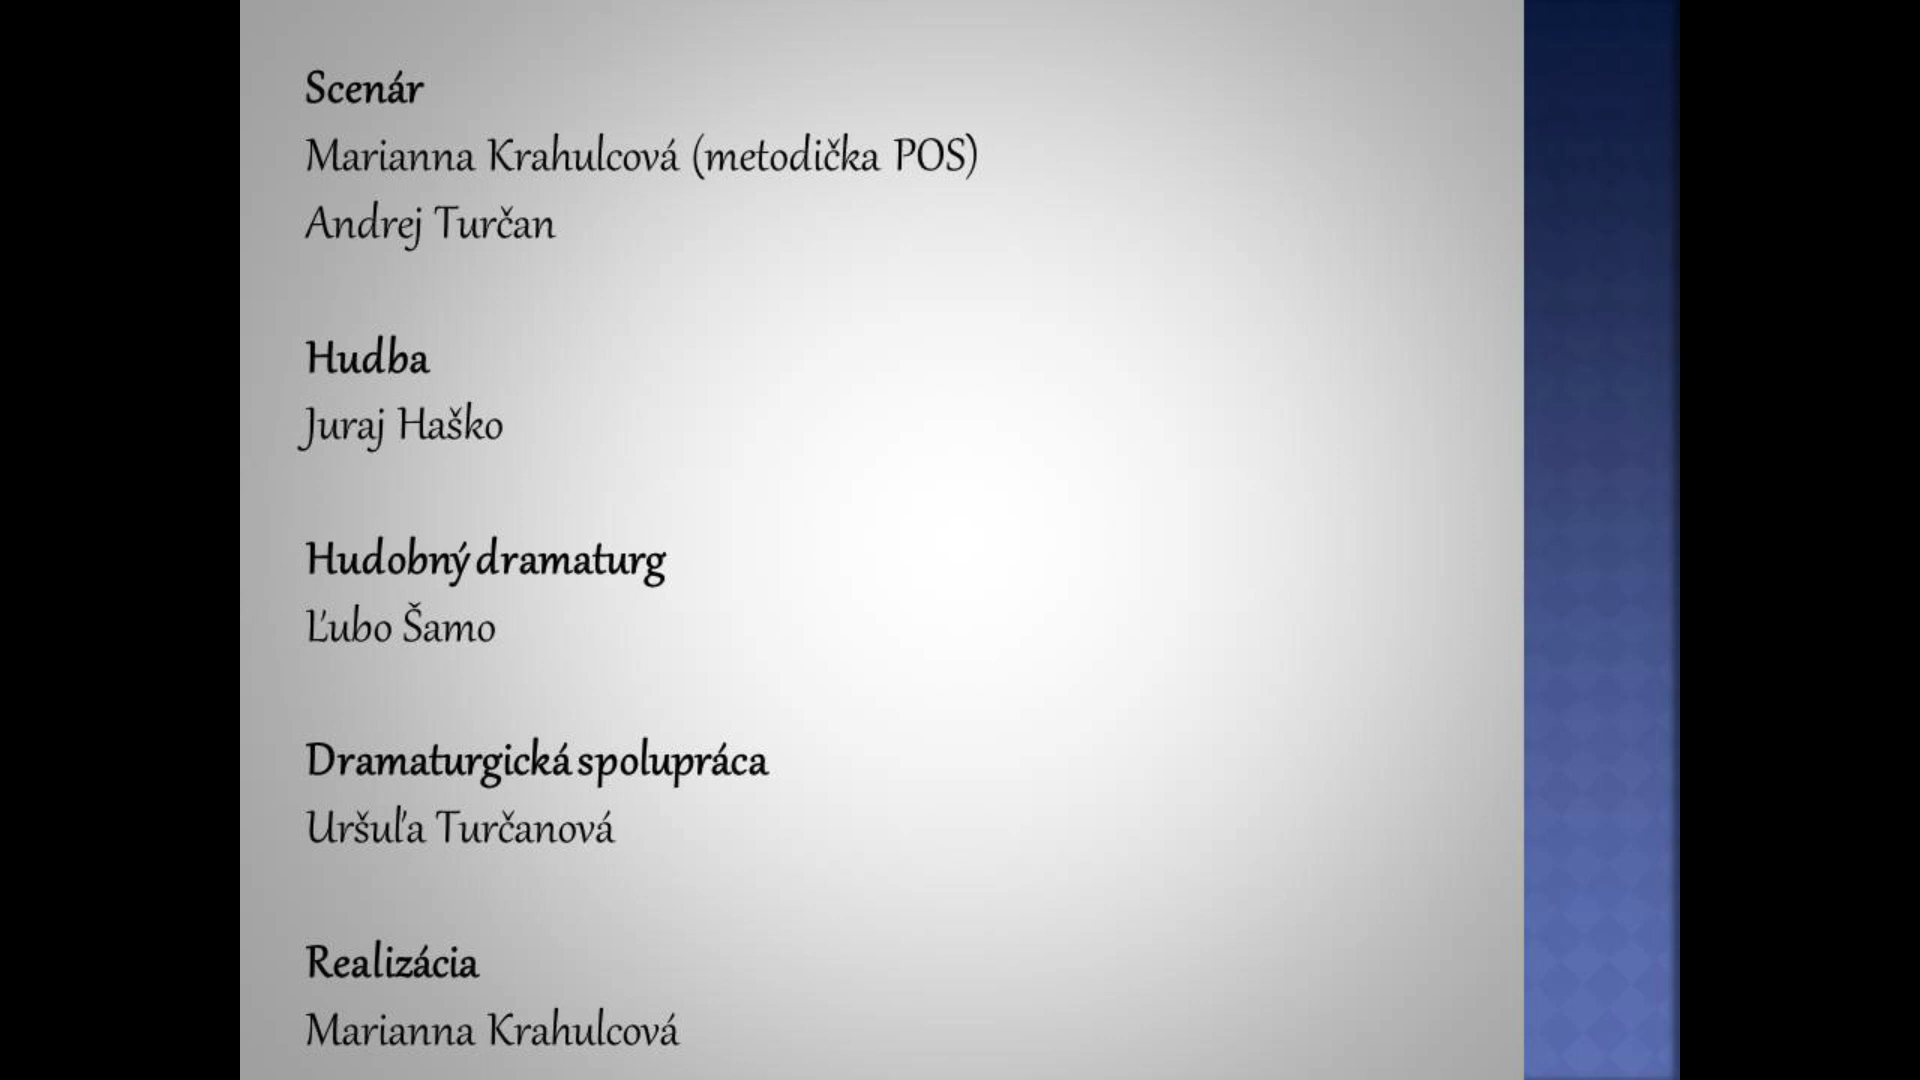 Scenár
Marianna Krahulcová (metodička POS)
Andrej Turčan
Hudba
Juraj Haško
Hudobný dramaturg
Ľubo Šamo
Dramaturgická spolupráca
Uršuľa Turčanová
Realizácia
Marianna Krahulcová